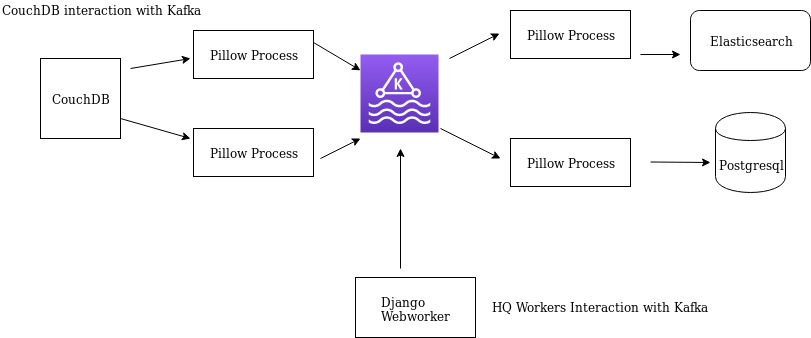 CouchDB interaction with Kafka
Pillow Process
Pillow Process
Elasticsearch
CouchDB
K
Pillow Process
Pillow Process
Postgresql
Django
Webworker
HQ Workers Interaction with Kafka